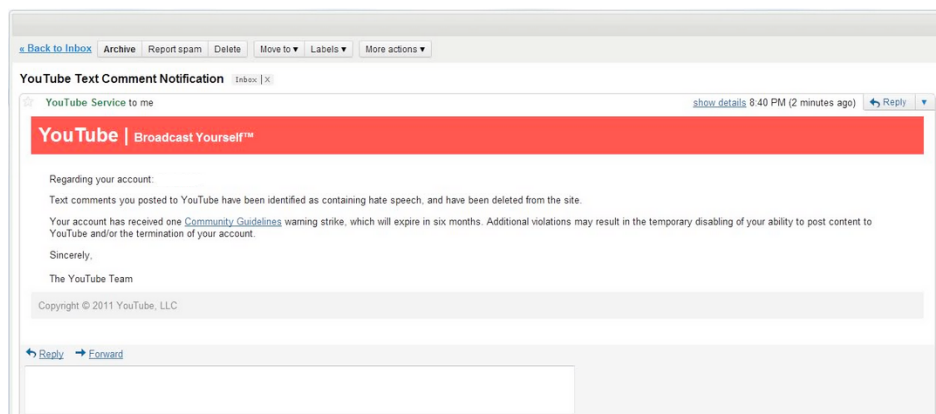 « Back to Inbox Archive Report spam Delete Move to ▾ Labels ▾ More actions ▾
YouTube Text Comment Notification Inbox | X
YouTube Service to me show details 8:40 PM (2 minutes ago) Reply ▾
YouTube | Broadcast Yourself™
Regarding your account:
Text comments you posted to YouTube have been identified as containing hate speech, and have been deleted from the site.
Your account has received one Community Guidelines warning strike, which will expire in six months. Additional violations may result in the temporary disabling of your ability to post content to
YouTube and/or the termination of your account.
Sincerely,
The YouTube Team
Copyright © 2011 YouTube, LLC
Reply Forward